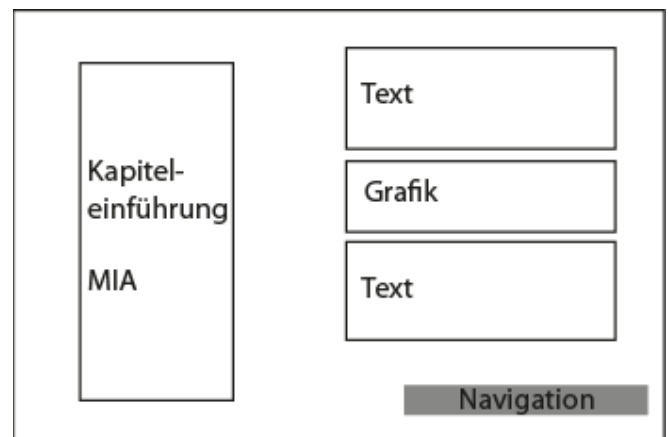 Kapitel-
einführung
MIA
Text
Grafik
Text
Navigation